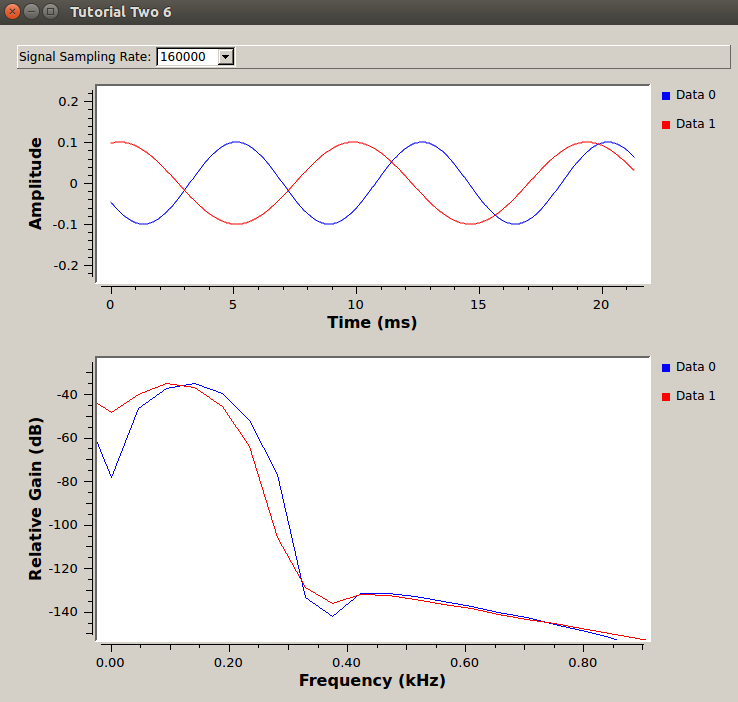 Tutorial Two 6
Signal Sampling Rate: 160000
Data 0
Data 1
0.2
0.1
0
-0.1
-0.2
Amplitude
0 5 10 15 20
Time (ms)
Data 0
Data 1
-40
-60
-80
-100
-120
-140
Relative Gain (dB)
0.00 0.20 0.40 0.60 0.80
Frequency (kHz)